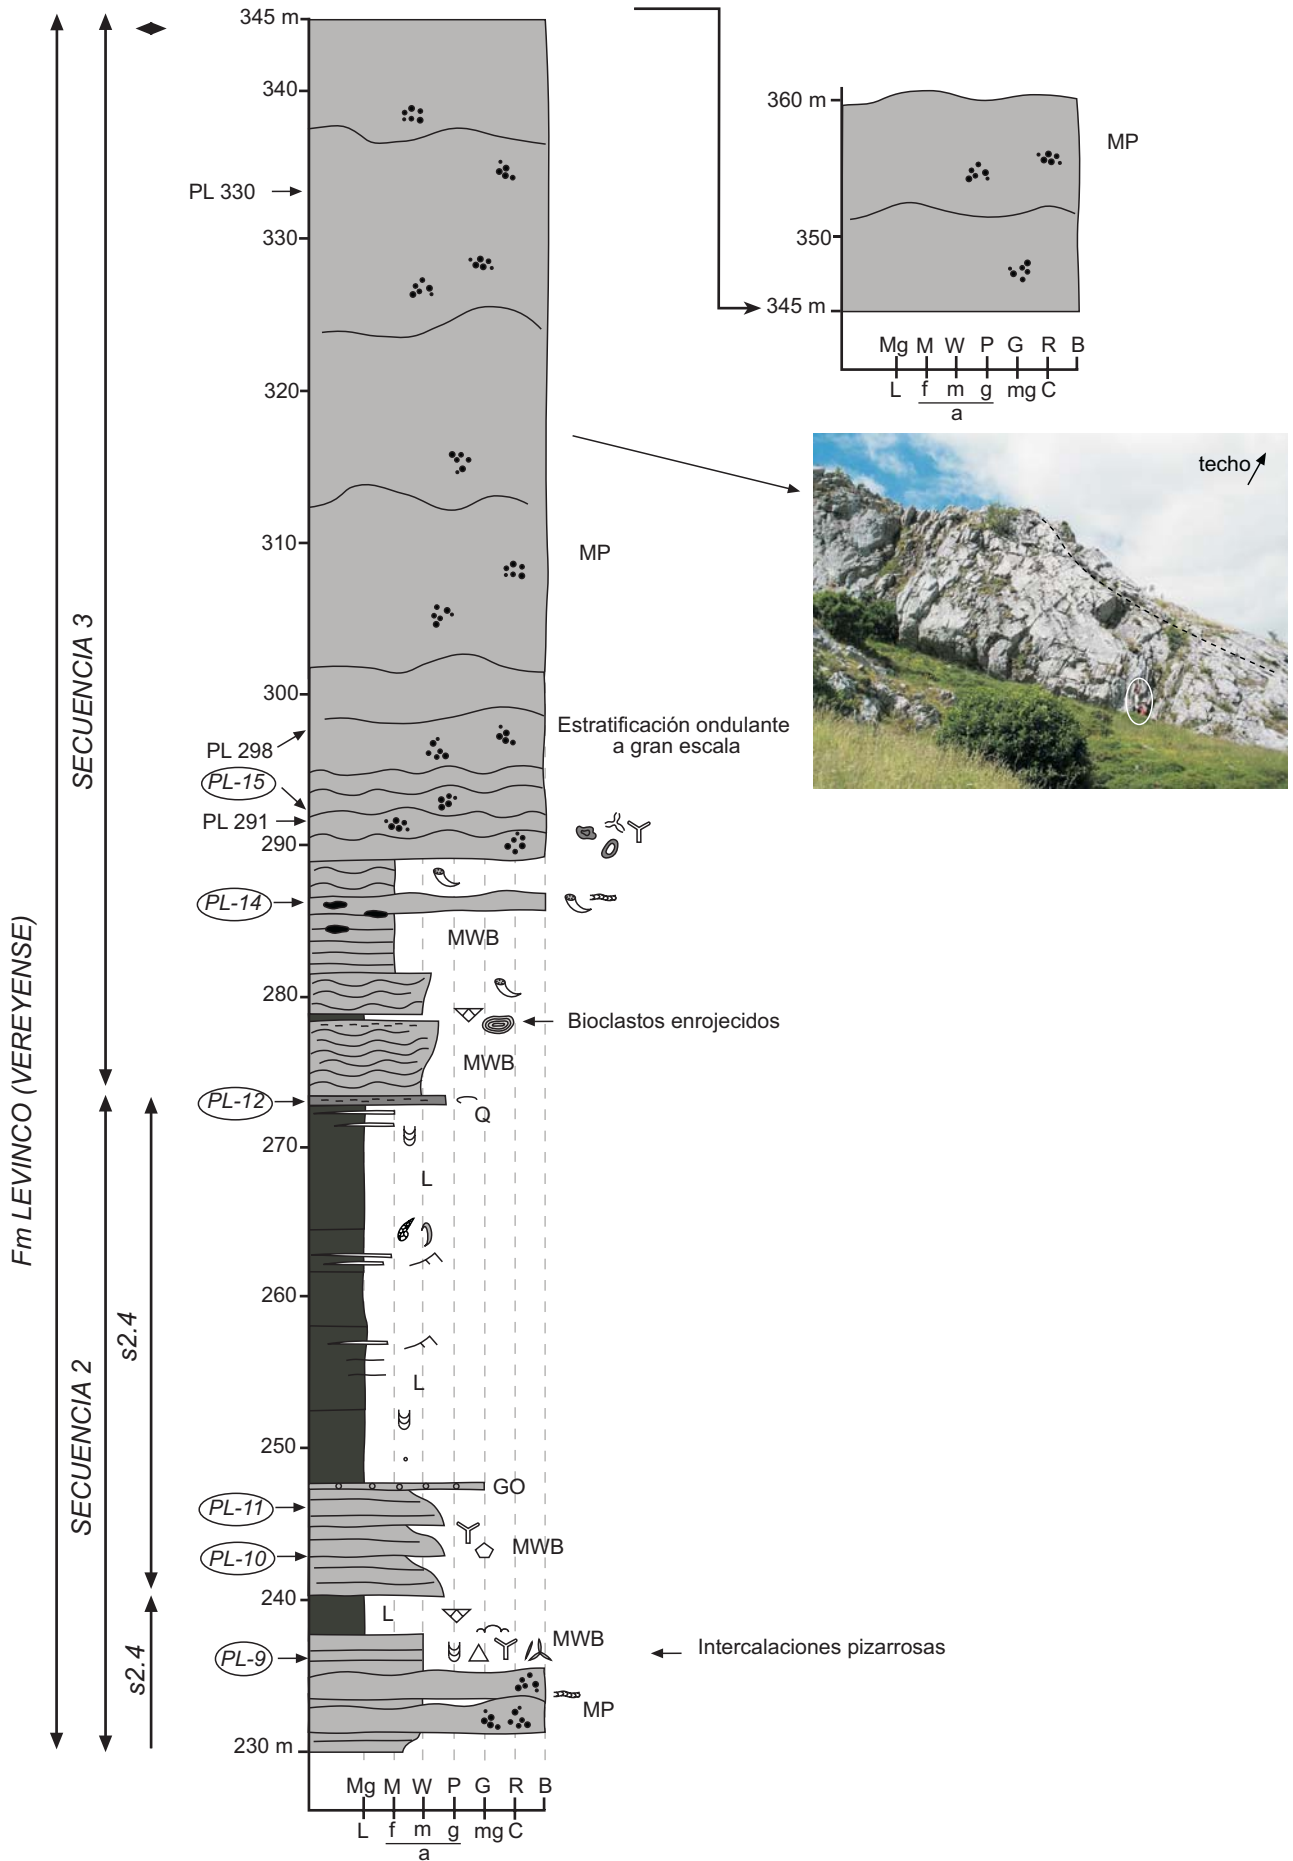 345 m
340
PL 330
330
320
310
MP
300
Estratificación ondulante
a gran escala
PL 298
PL-15
PL 291
290
PL-14
MWB
280
Bioclastos enrojecidos
MWB
PL-12
Q
270
L
260
L
250
GO
PL-11
MWB
PL-10
240
L
MWB
Intercalaciones pizarrosas
PL-9
MP
230 m
Mg M W P G R B
L f m g mg C
a
Fm LEVINCO (VEREYENSE)
SECUENCIA 3
SECUENCIA 2
s2.4
s2.4
360 m
MP
350
345 m
Mg M W P G R B
L f m g mg C
a
techo